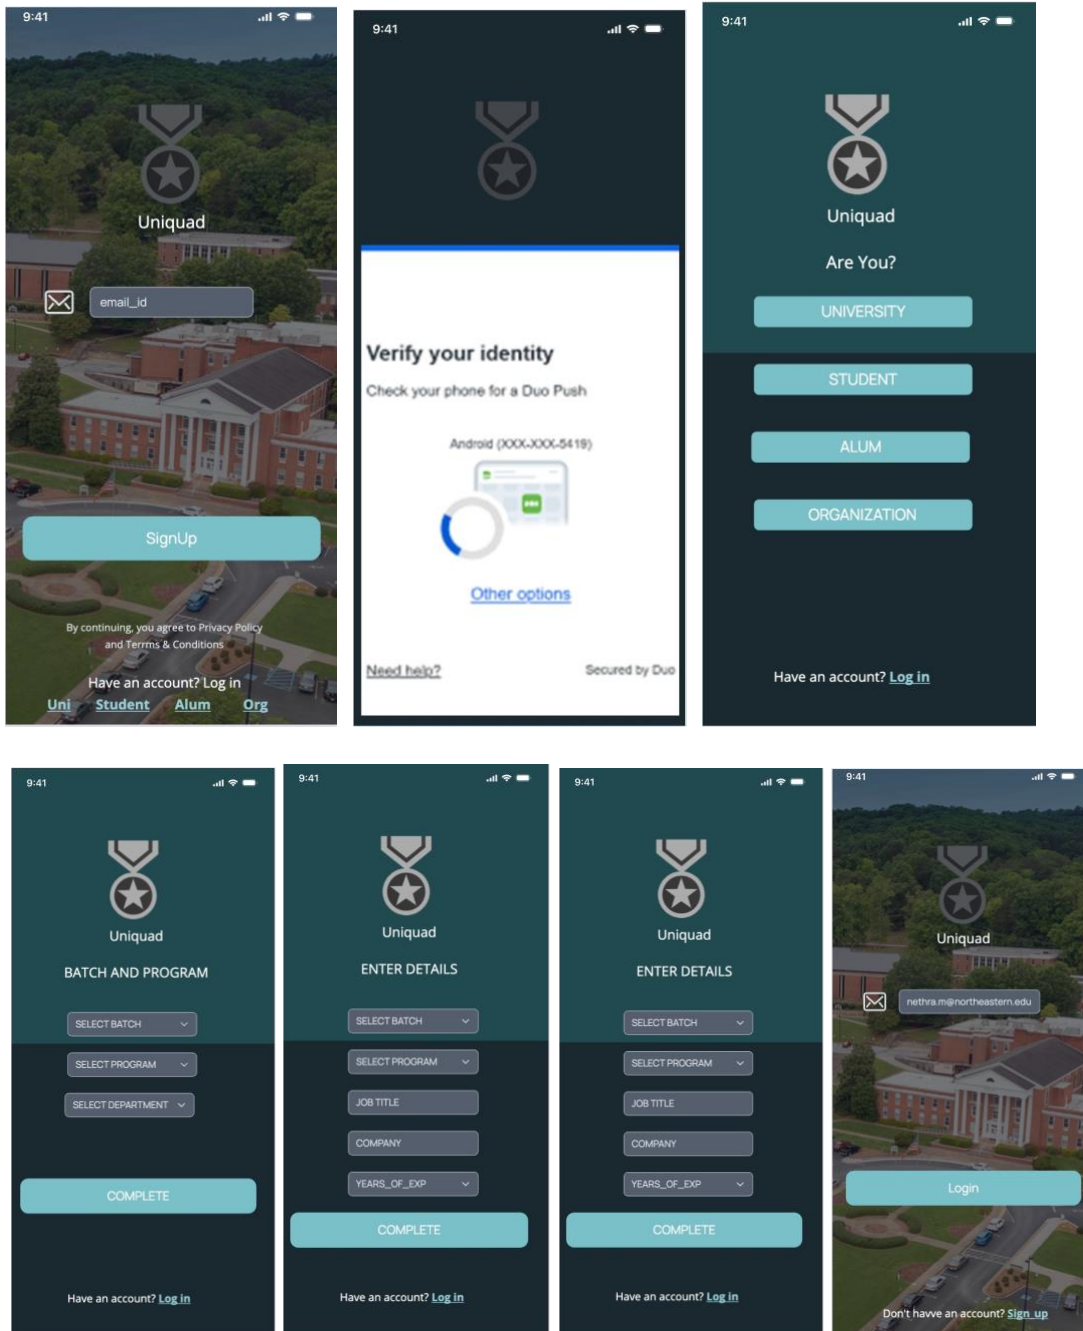 9:41
Uniquad
email_id
SignUp
By continuing, you agree to Privacy Policy
and Terrms & Conditions
Have an account? Log in
Uni Student Alum Org
9:41
Verify your identity
Check your phone for a Duo Push
Android (XXX-XXX-5419)
Other options
Need help? Secured by Duo
9:41
Uniquad
Are You?
UNIVERSITY
STUDENT
ALUM
ORGANIZATION
Have an account? Log in
9:41
Uniquad
BATCH AND PROGRAM
SELECT BATCH
SELECT PROGRAM
SELECT DEPARTMENT
COMPLETE
Have an account? Log in
9:41
Uniquad
ENTER DETAILS
SELECT BATCH
SELECT PROGRAM
JOB TITLE
COMPANY
YEARS_OF_EXP
COMPLETE
Have an account? Log in
9:41
Uniquad
ENTER DETAILS
SELECT BATCH
SELECT PROGRAM
JOB TITLE
COMPANY
YEARS_OF_EXP
COMPLETE
Have an account? Log in
9:41
Uniquad
nethra.m@northeastern.edu
Login
Don't havve an account? Sign up